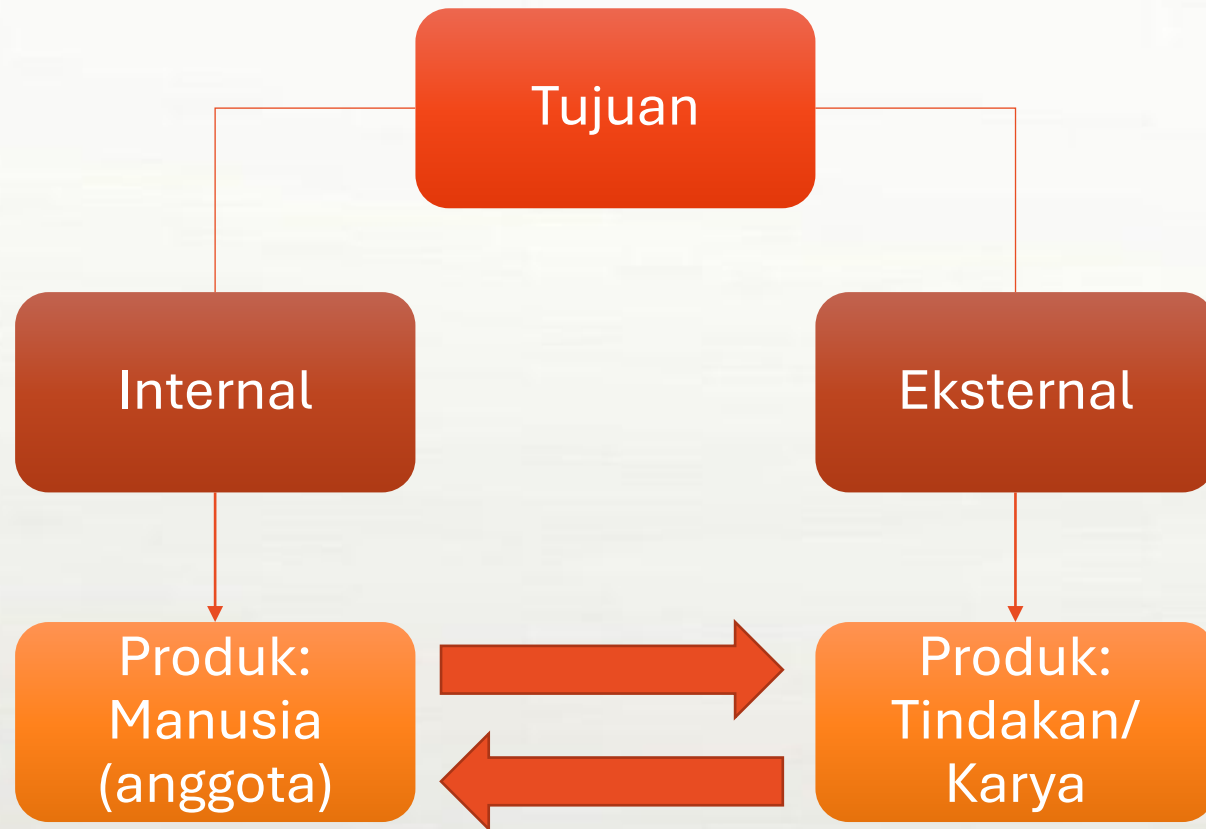 Tujuan
Internal
Eksternal
Produk:
Manusia
(anggota)
Produk:
Tindakan/
Karya